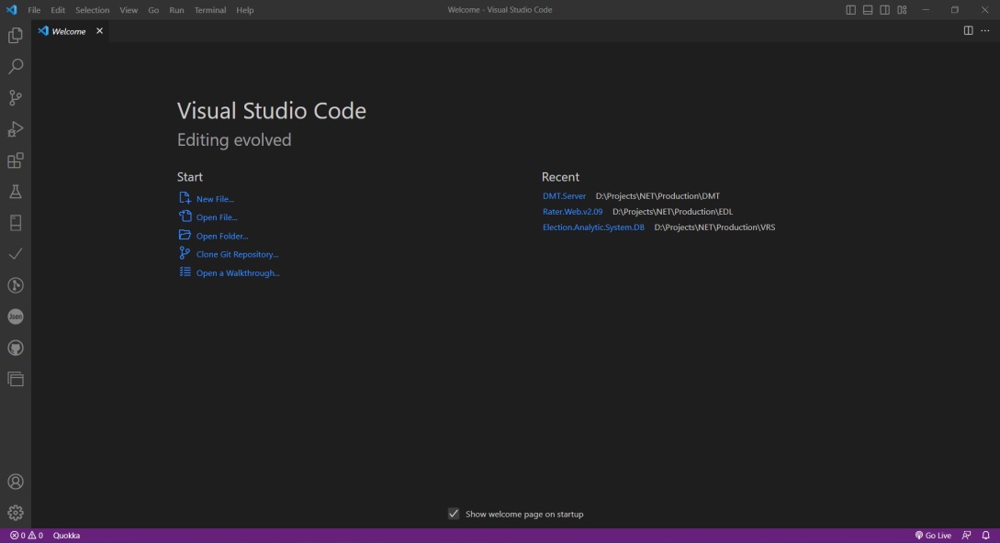 File Edit Selection View Go Run Terminal Help Welcome - Visual Studio Code
Welcome
Visual Studio Code
Editing evolved
Start
New File...
Open File...
Open Folder...
Clone Git Repository...
Open a Walkthrough...
Recent
DMT.Server D:\Projects\NET\Production\DMT
Rater.Web.v2.09 D:\Projects\NET\Production\EDL
Election.Analytic.System.DB D:\Projects\NET\Production\VRS
Json
Show welcome page on startup
0 0 Quokka Go Live